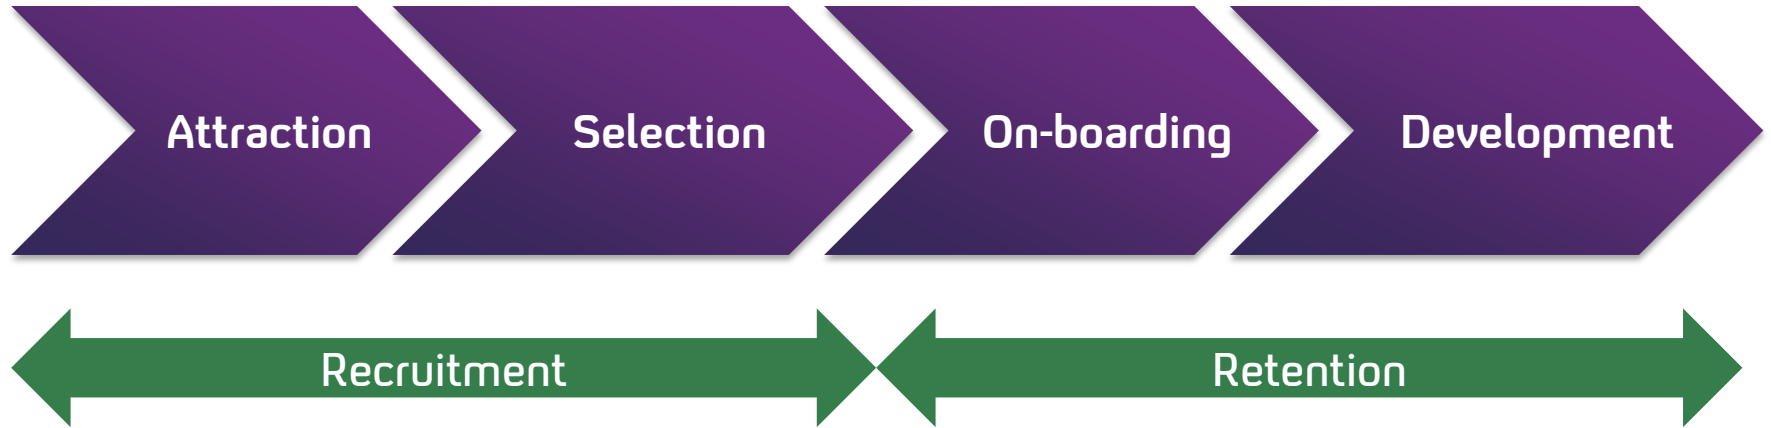 Attraction
Selection
On-boarding
Development
Recruitment
Retention